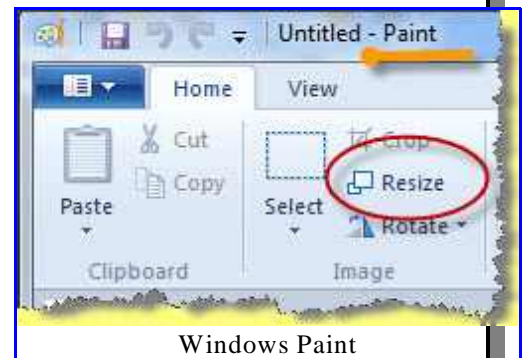 Untitled - Paint
Home View
Cut
Crop
Copy
Resize
Paste
Select
Rotate
Clipboard
Image
Windows Paint